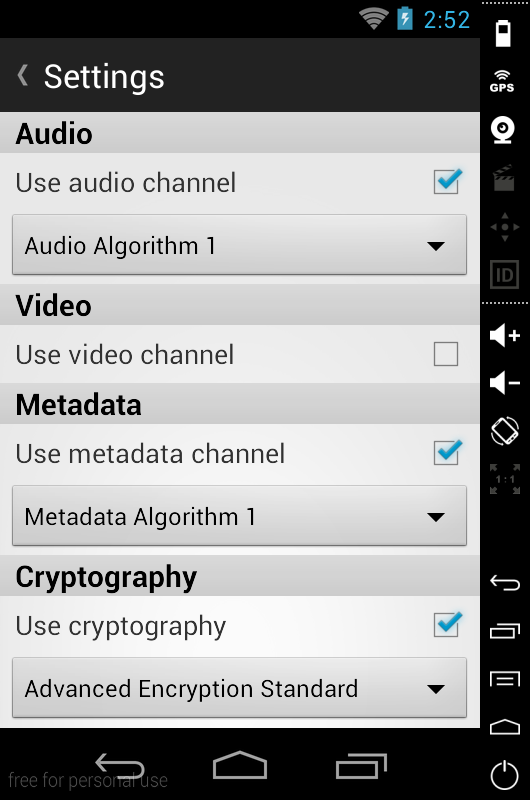 2:52
Settings
GPS
Audio
Use audio channel
Audio Algorithm 1
ID
Video
Use video channel
Metadata
Use metadata channel
1:1
Metadata Algorithm 1
Cryptography
Use cryptography
Advanced Encryption Standard
free for personal use